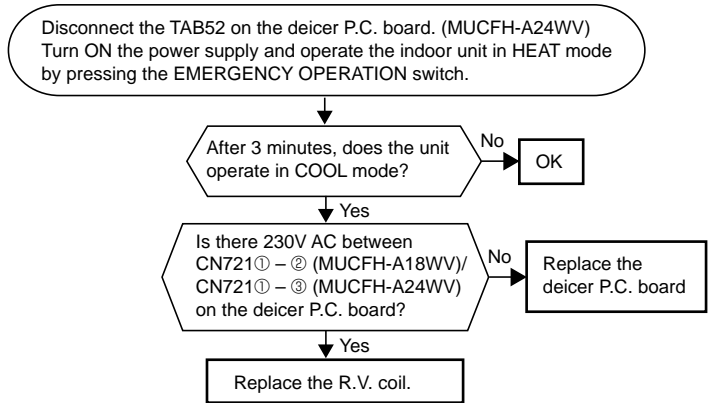 Disconnect the TAB52 on the deicer P.C. board. (MUCFH-A24WV)
Turn ON the power supply and operate the indoor unit in HEAT mode
by pressing the EMERGENCY OPERATION switch.
After 3 minutes, does the unit
operate in COOL mode?
No
OK
Yes
Is there 230V AC between
CN721① – ② (MUCFH-A18WV)/
CN721① – ③ (MUCFH-A24WV)
on the deicer P.C. board?
No
Replace the
deicer P.C. board
Yes
Replace the R.V. coil.